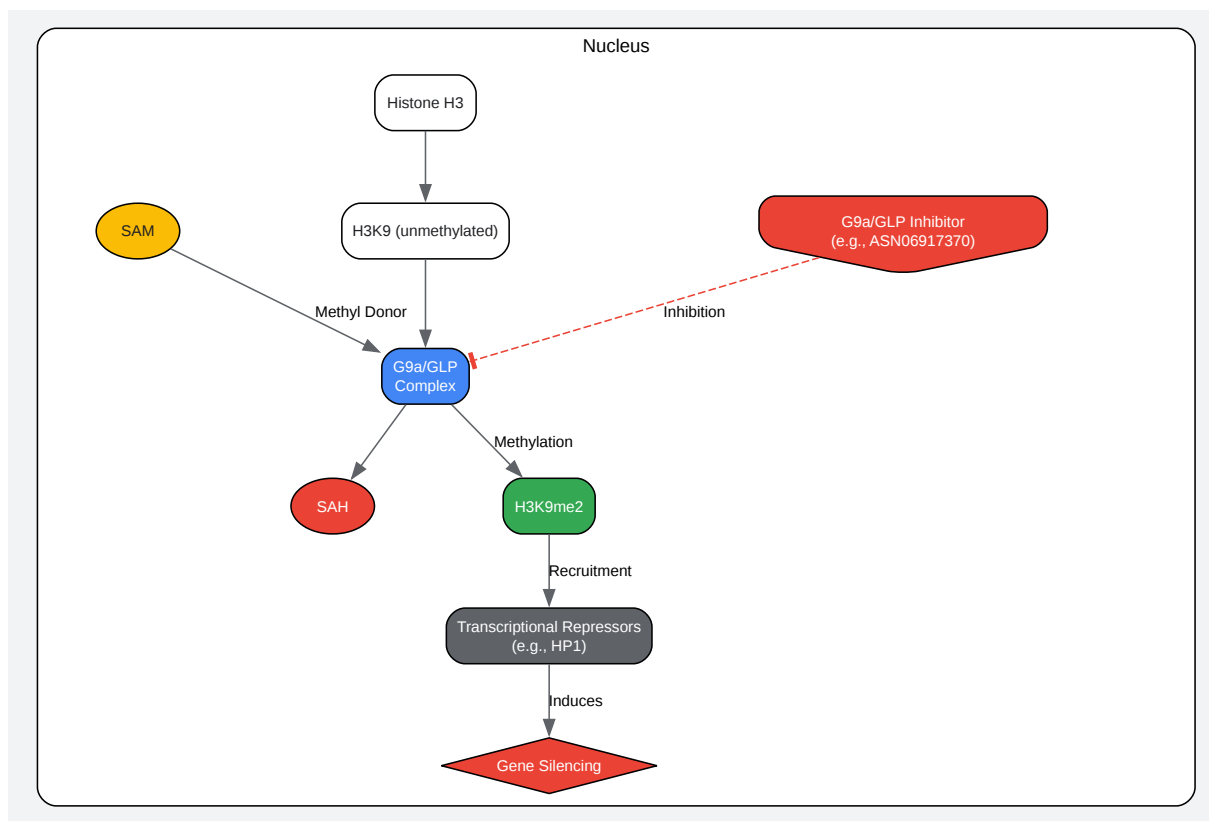 Nucleus
Histone H3
SAM
H3K9 (unmethylated)
G9a/GLP Inhibitor
(e.g., ASN06917370)
Methyl Donor
Inhibition
G9a/GLP
Complex
Methylation
SAH
H3K9me2
Recruitment
Transcriptional Repressors
(e.g., HP1)
Induces
Gene Silencing